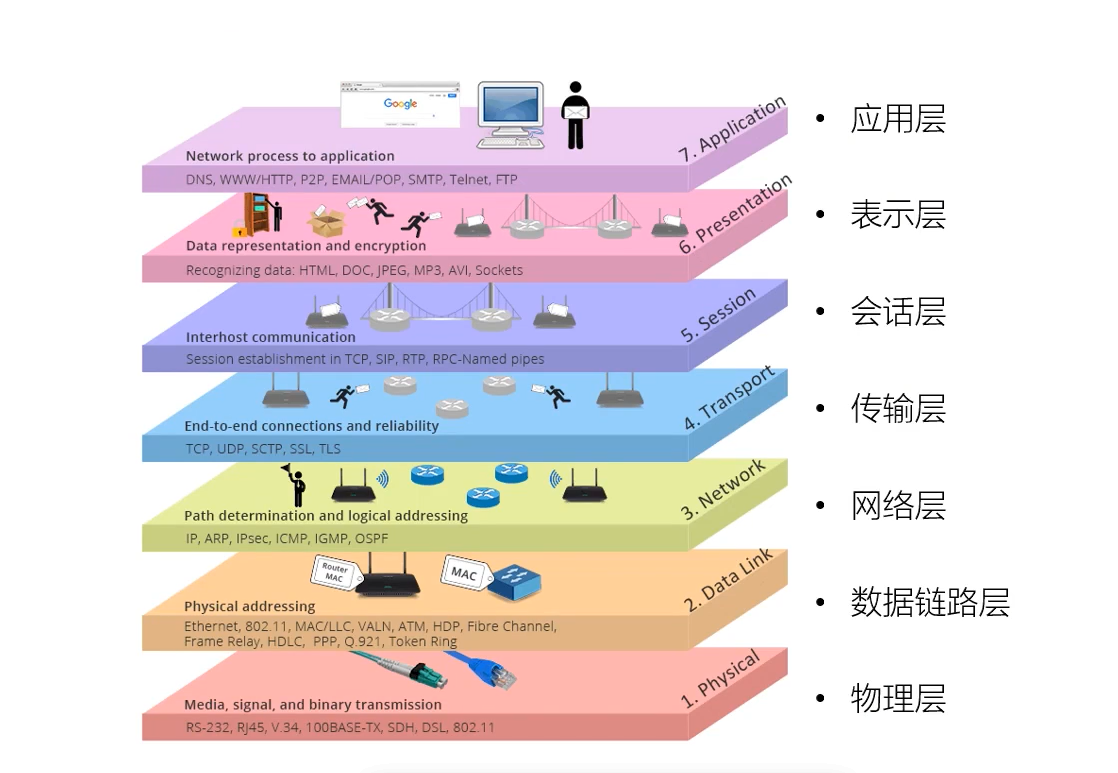 Google
7. Application
• 应用层
Network process to application
DNS, WWW/HTTP, P2P, EMAIL/POP, SMTP, Telnet, FTP
6. Presentation
• 表示层
Data representation and encryption
Recognizing data: HTML, DOC, JPEG, MP3, AVI, Sockets
5. Session
• 会话层
Interhost communication
Session establishment in TCP, SIP, RTP, RPC-Named pipes
4. Transport
• 传输层
End-to-end connections and reliability
TCP, UDP, SCTP, SSL, TLS
3. Network
• 网络层
Path determination and logical addressing
IP, ARP, IPsec, ICMP, IGMP, OSPF
Router
MAC
MAC
2. Data Link
• 数据链路层
Physical addressing
Ethernet, 802.11, MAC/LLC, VALN, ATM, HDP, Fibre Channel,
Frame Relay, HDLC, PPP, Q.921, Token Ring
1. Physical
• 物理层
Media, signal, and binary transmission
RS-232, RJ45, V.34, 100BASE-TX, SDH, DSL, 802.11